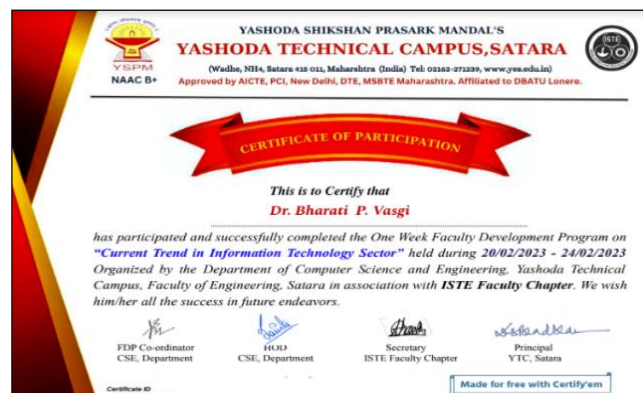 YASHODA SHIKSHAN PRASARK MANDAL'S
YASHODA TECHNICAL CAMPUS,SATARA
(Wadhe, NH4, Satara 415 011, Maharshtra (India) Tel: 02162-271239, www.yes.edu.in)
Approved by AICTE, PCI, New Delhi, DTE, MSBTE Maharashtra. Affiliated to DBATU Lonere.
YSPM
NAAC B+
ISTE
CERTIFICATE OF PARTICIPATION
This is to Certify that
Dr. Bharati P. Vasgi
has participated and successfully completed the One Week Faculty Development Program on
"Current Trend in Information Technology Sector" held during 20/02/2023 - 24/02/2023
Organized by the Department of Computer Science and Engineering, Yashoda Technical
Campus, Faculty of Engineering, Satara in association with ISTE Faculty Chapter. We wish
him/her all the success in future endeavors.
FDP Co-ordinator HOD Secretary Principal
CSE, Department CSE, Department ISTE Faculty Chapter YTC, Satara
Certificate ID
Made for free with Certify'em